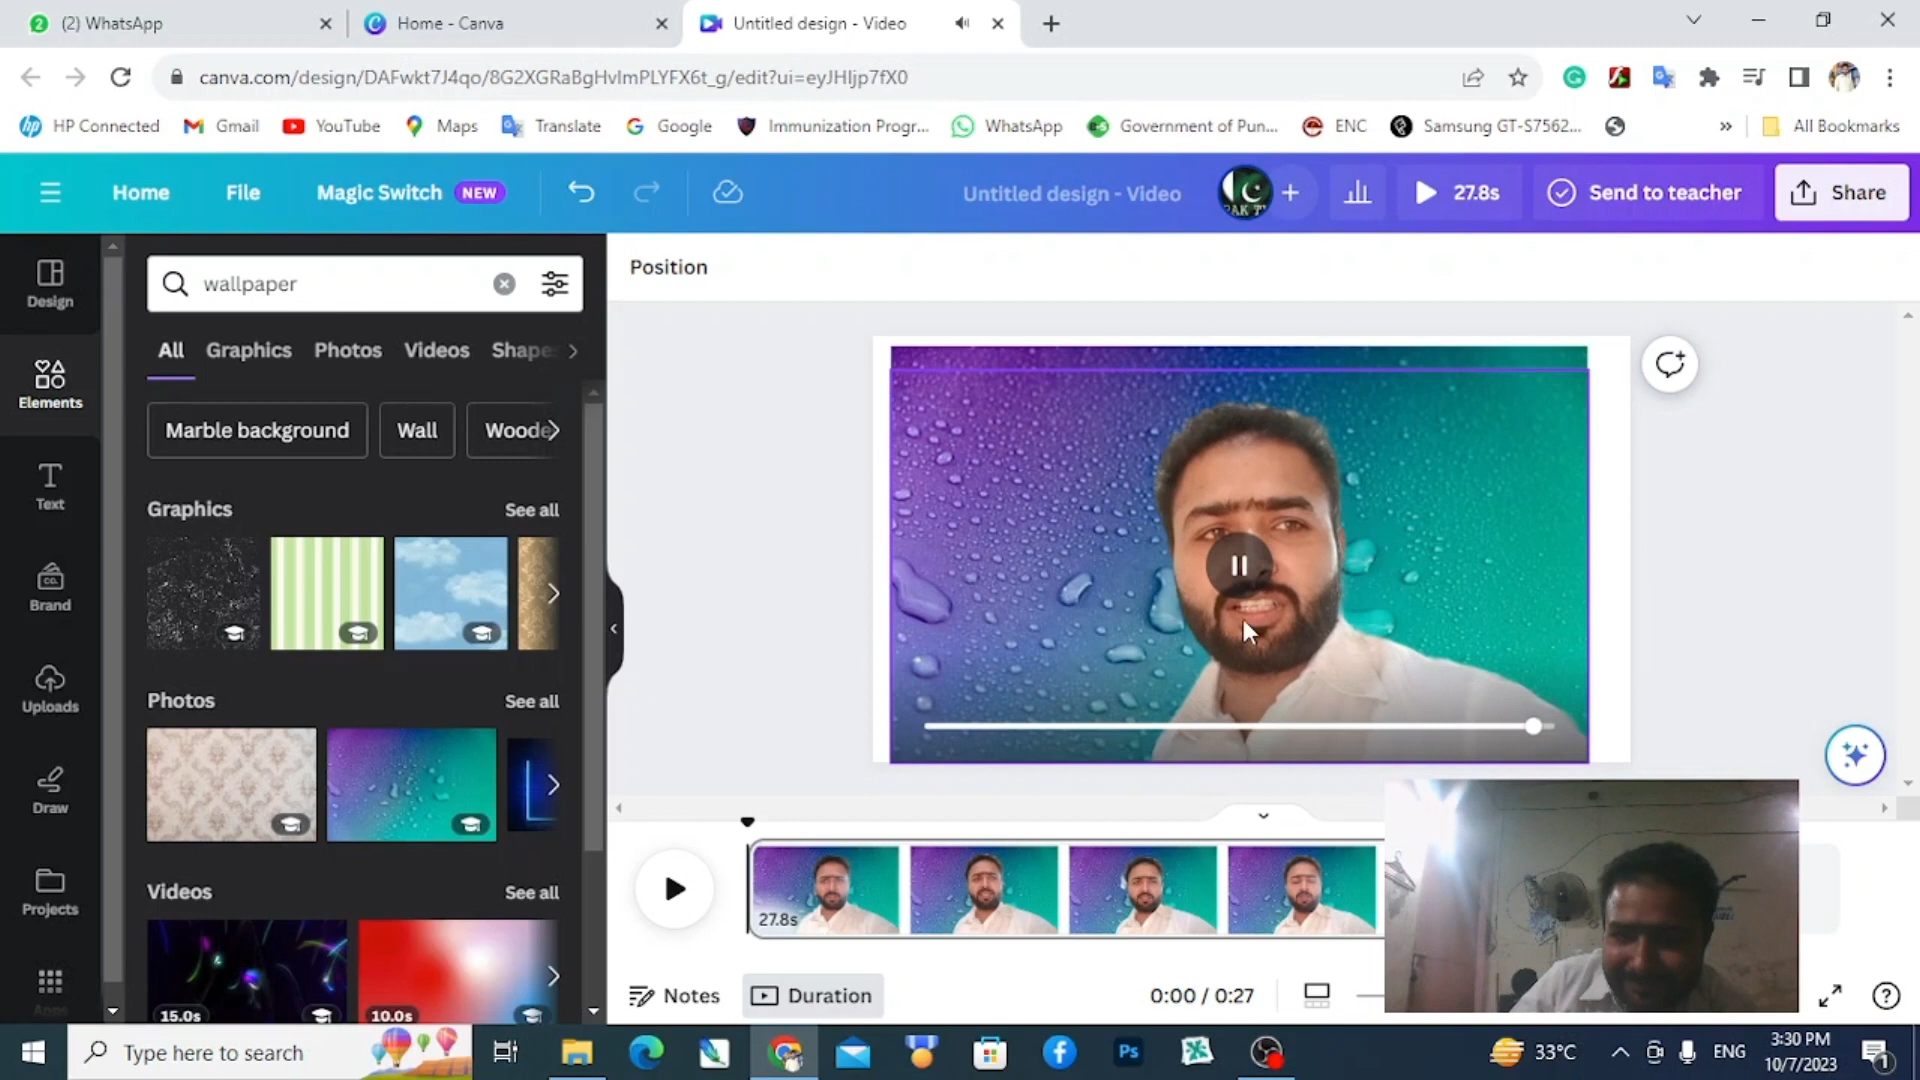 (2) WhatsApp
Home - Canva
Untitled design - Video
canva.com/design/DAFwkt7J4qo/8G2XGRaBgHvImPLYFX6t_g/edit?ui=eyJHIjp7fX0
HP Connected
Gmail
YouTube
Maps
Translate
Google
Immunization Progr...
WhatsApp
Government of Pun...
ENC
Samsung GT-S7562...
»
All Bookmarks
Home
File
Magic Switch NEW
Untitled design - Video
27.8s
Send to teacher
Share
Design
Elements
Text
Brand
Uploads
Draw
Projects
Apps
wallpaper
All
Graphics
Photos
Videos
Shape
Marble background
Wall
Woode
Graphics
See all
Photos
See all
Videos
See all
15.0s
10.0s
Position
27.8s
Notes
Duration
0:00 / 0:27
Type here to search
Ps
33°C
ENG
3:30 PM
10/7/2023
1